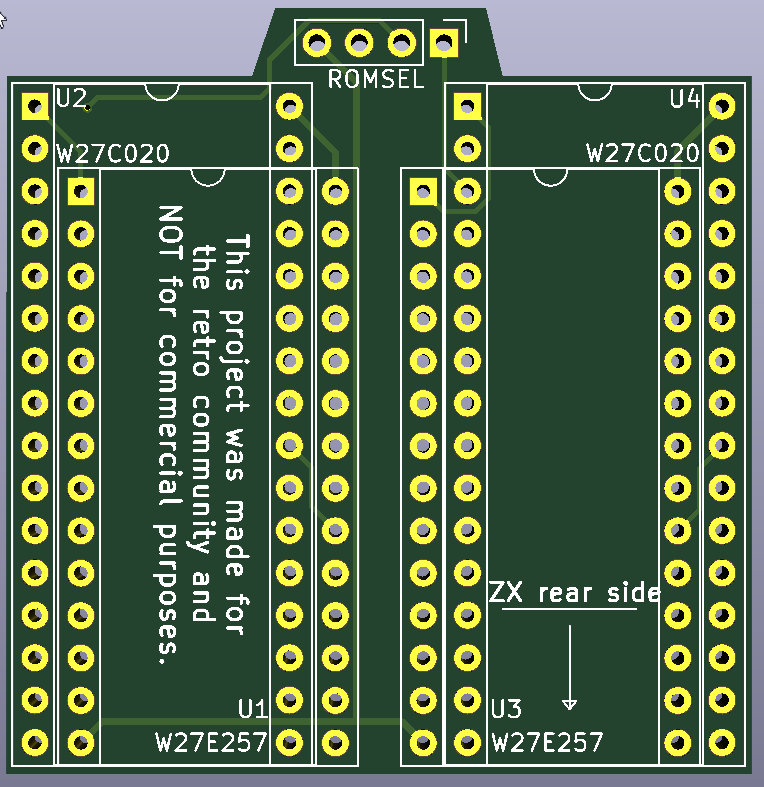 ROMSEL
U2
U4
W27C020
W27C020
This project was made for
the retro community and
NOT for commercial purposes.
ZX rear side
U1
U3
W27E257
W27E257